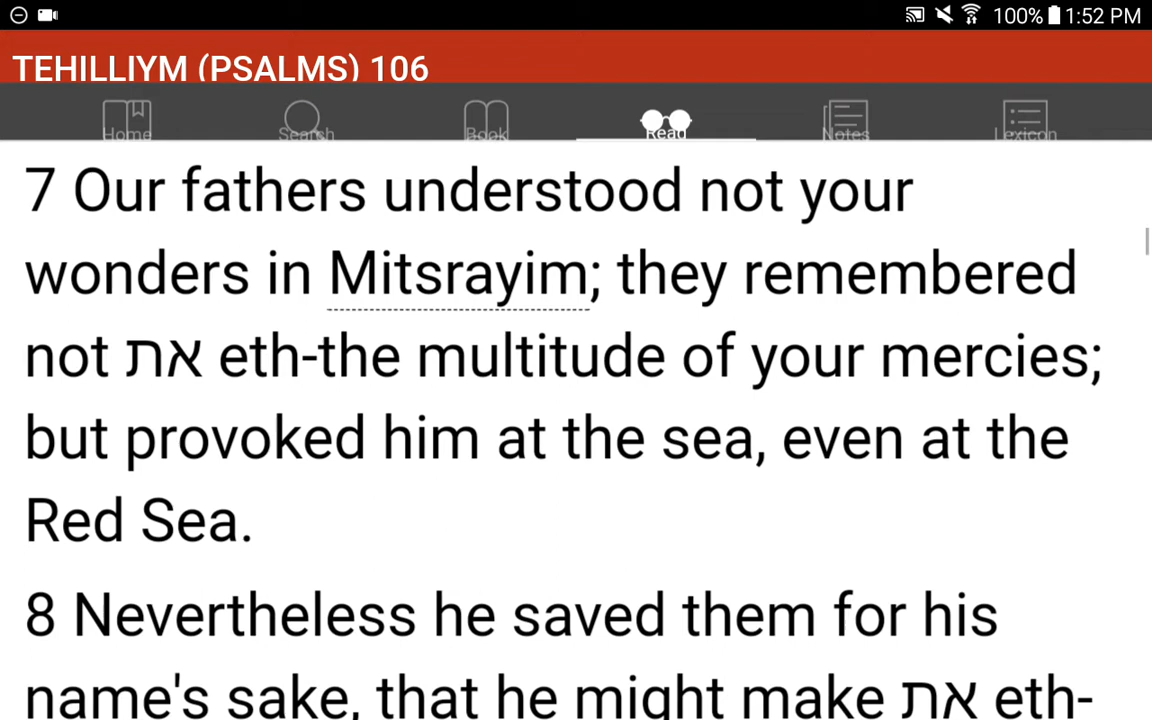 100% 1:52 PM
TEHILLIYM (PSALMS) 106
Home Search Book Read Notes Lexicon
7 Our fathers understood not your
wonders in Mitsrayim; they remembered
not את eth-the multitude of your mercies;
but provoked him at the sea, even at the
Red Sea.
8 Nevertheless he saved them for his
name's sake, that he might make את eth-